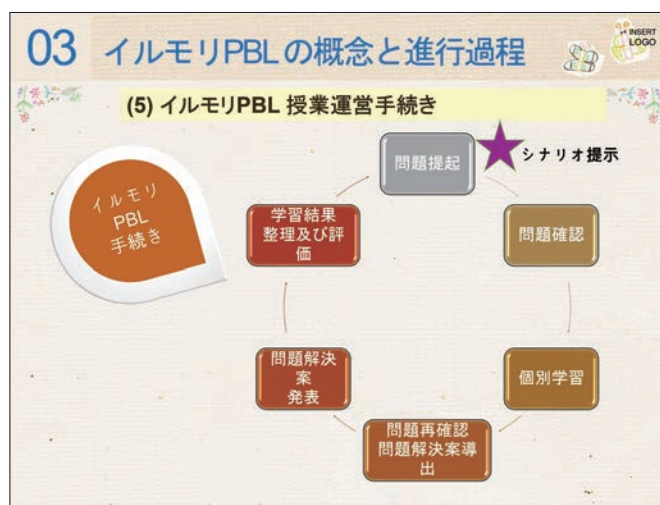 03 イルモリPBLの概念と進行過程
INSERT
LOGO
(5) イルモリPBL 授業運営手続き
イルモリ
PBL
手続き
問題提起
シナリオ提示
問題確認
個別学習
問題再確認
問題解決案導
出
問題解決
案
発表
学習結果
整理及び評
価